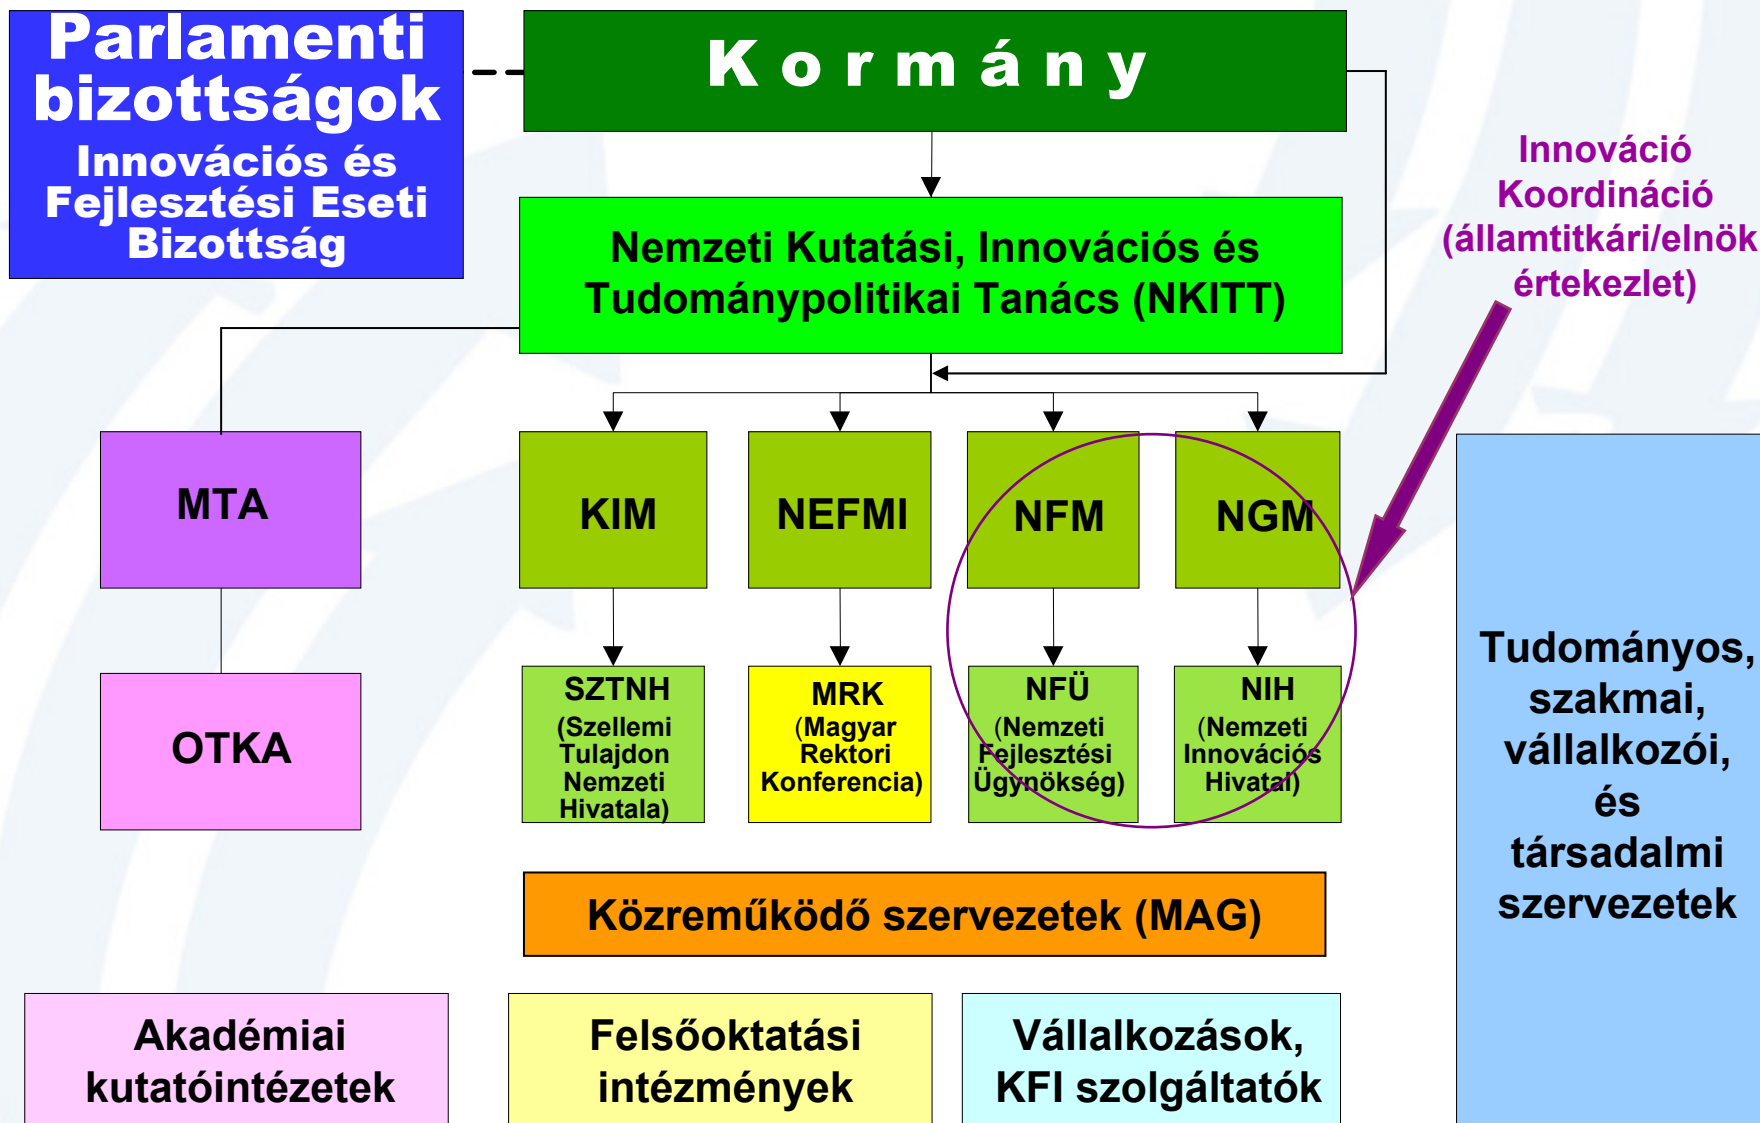 Parlamenti
bizottságok
Innovációs és
Fejlesztési Eseti
Bizottság
K o r m á n y
Innováció
Koordináció
(államtitkári/elnök
értekezlet)
Nemzeti Kutatási, Innovációs és
Tudománypolitikai Tanács (NKITT)
MTA
KIM
NEFMI
NFM
NGM
OTKA
SZTNH
(Szellemi
Tulajdon
Nemzeti
Hivatala)
MRK
(Magyar
Rektori
Konferencia)
NFÜ
(Nemzeti
Fejlesztési
Ügynökség)
NIH
(Nemzeti
Innovációs
Hivatal)
Tudományos,
szakmai,
vállalkozói,
és
társadalmi
szervezetek
Közreműködő szervezetek (MAG)
Akadémiai
kutatóintézetek
Felsőoktatási
intézmények
Vállalkozások,
KFI szolgáltatók